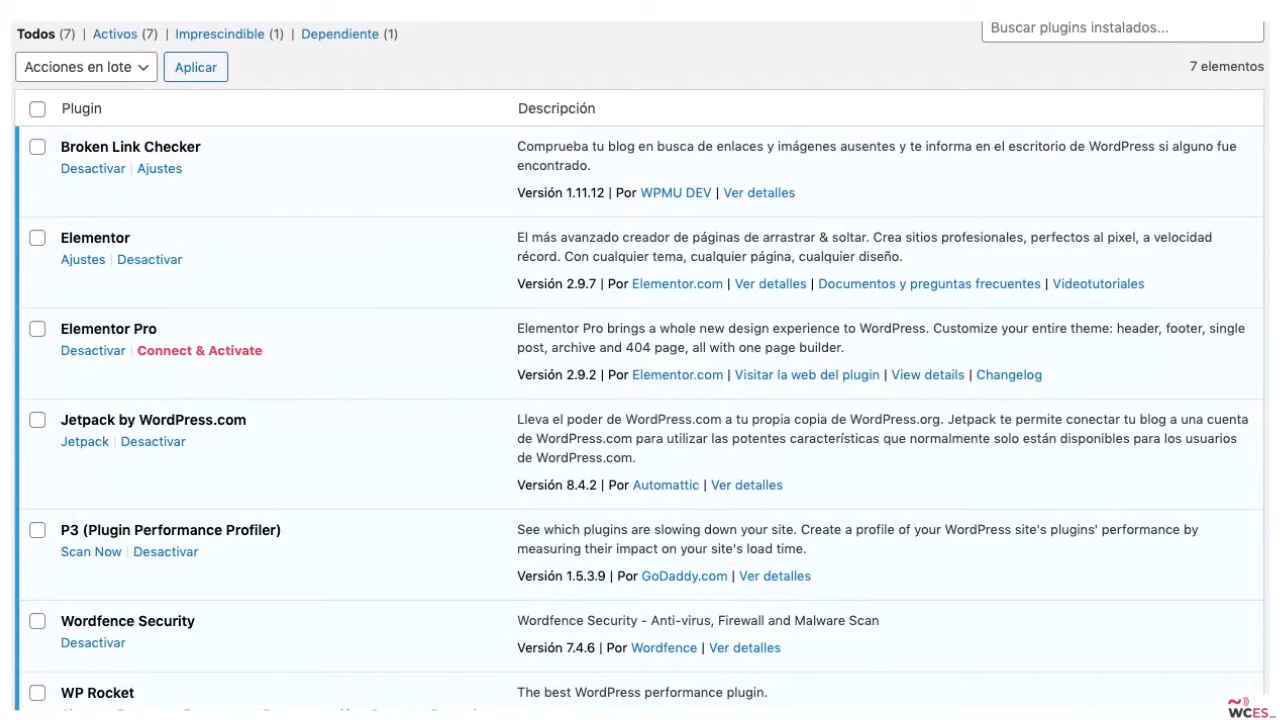 Todos (7) | Activos (7) | Imprescindible (1) | Dependiente (1)
Buscar plugins instalados...
Acciones en lote Aplicar
7 elementos
Plugin Descripción
Broken Link Checker
Desactivar | Ajustes
Comprueba tu blog en busca de enlaces y imágenes ausentes y te informa en el escritorio de WordPress si alguno fue
encontrado.
Versión 1.11.12 | Por WPMU DEV | Ver detalles
Elementor
Ajustes | Desactivar
El más avanzado creador de páginas de arrastrar & soltar. Crea sitios profesionales, perfectos al pixel, a velocidad
récord. Con cualquier tema, cualquier página, cualquier diseño.
Versión 2.9.7 | Por Elementor.com | Ver detalles | Documentos y preguntas frecuentes | Videotutoriales
Elementor Pro
Desactivar | Connect & Activate
Elementor Pro brings a whole new design experience to WordPress. Customize your entire theme: header, footer, single
post, archive and 404 page, all with one page builder.
Versión 2.9.2 | Por Elementor.com | Visitar la web del plugin | View details | Changelog
Jetpack by WordPress.com
Jetpack | Desactivar
Lleva el poder de WordPress.com a tu propia copia de WordPress.org. Jetpack te permite conectar tu blog a una cuenta
de WordPress.com para utilizar las potentes características que normalmente solo están disponibles para los usuarios
de WordPress.com.
Versión 8.4.2 | Por Automattic | Ver detalles
P3 (Plugin Performance Profiler)
Scan Now | Desactivar
See which plugins are slowing down your site. Create a profile of your WordPress site's plugins' performance by
measuring their impact on your site's load time.
Versión 1.5.3.9 | Por GoDaddy.com | Ver detalles
Wordfence Security
Desactivar
Wordfence Security - Anti-virus, Firewall and Malware Scan
Versión 7.4.6 | Por Wordfence | Ver detalles
WP Rocket
The best WordPress performance plugin.
WCES_